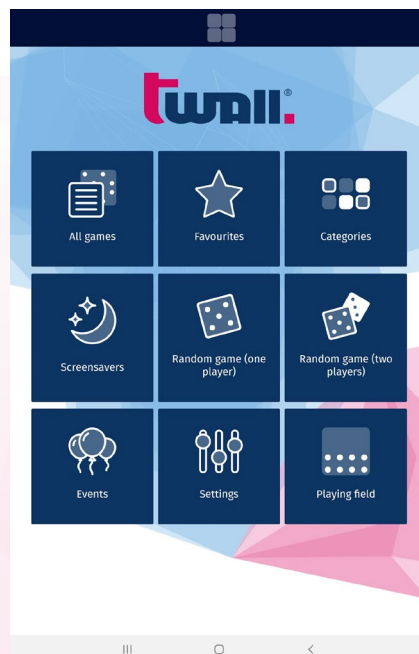 twall.®
All games
Favourites
Categories
Screensavers
Random game (one
player)
Random game (two
players)
Events
Settings
Playing field